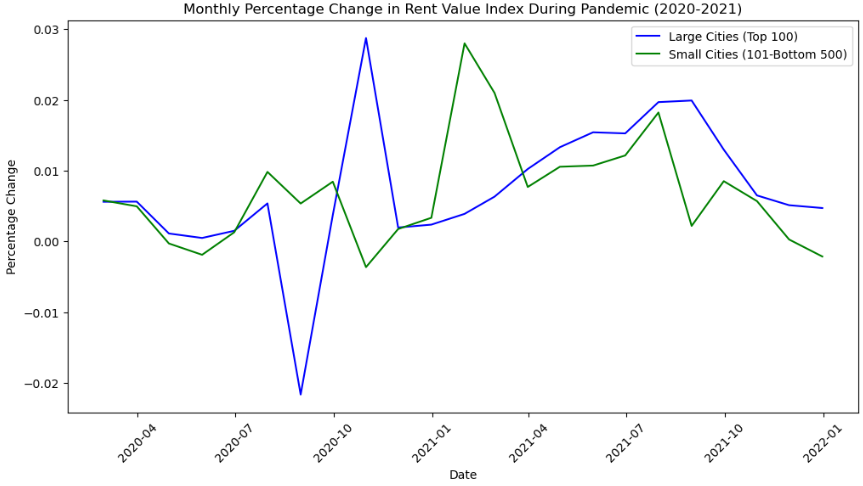 Monthly Percentage Change in Rent Value Index During Pandemic (2020-2021)
Large Cities (Top 100)
Small Cities (101-Bottom 500)
Percentage Change
0.03
0.02
0.01
0.00
−0.01
−0.02
2020-04
2020-07
2020-10
2021-01
2021-04
2021-07
2021-10
2022-01
Date